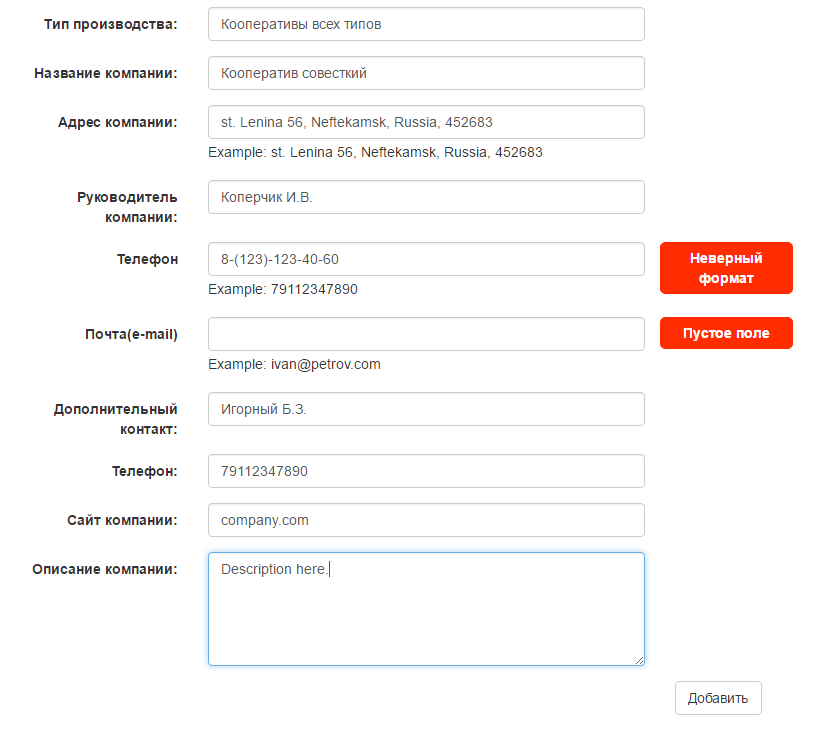 Тип производства: Кооперативы всех типов
Название компании: Кооператив совесткий
Адрес компании: st. Lenina 56, Neftekamsk, Russia, 452683
Example: st. Lenina 56, Neftekamsk, Russia, 452683
Руководитель
компании: Коперчик И.В.
Телефон 8-(123)-123-40-60
Неверный
формат
Example: 79112347890
Почта(e-mail)
Пустое поле
Example: ivan@petrov.com
Дополнительный
контакт: Игорный Б.З.
Телефон: 79112347890
Сайт компании: company.com
Описание компании: Description here.
Добавить